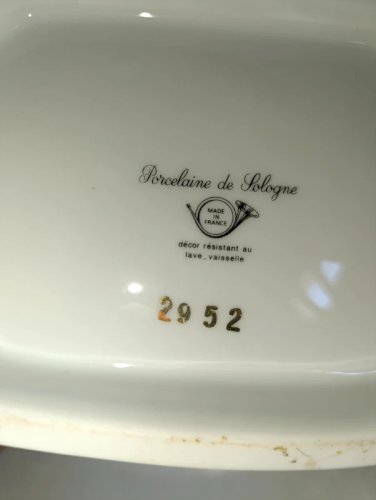 Porcelaine de Sologne
MADE
IN
FRANCE
décor résistant au
lave_vaisselle
2952